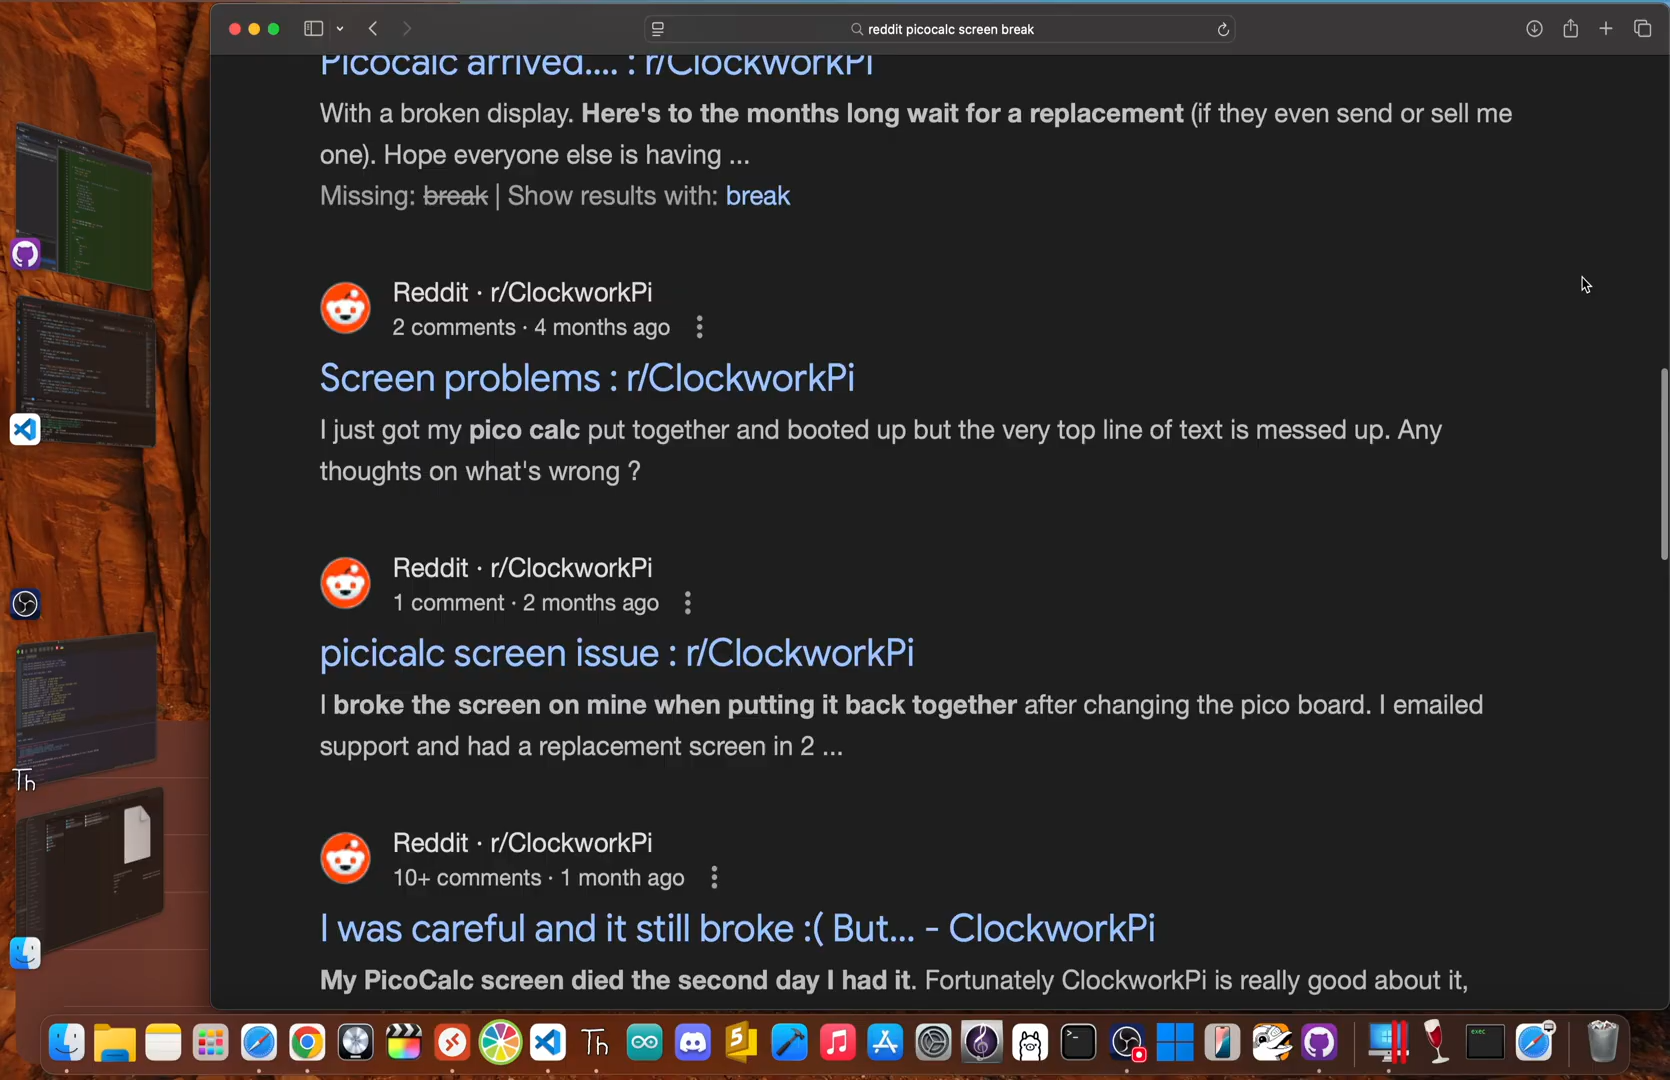 reddit picocalc screen break
Picocalc arrived.... : r/ClockworkPi
With a broken display. Here's to the months long wait for a replacement (if they even send or sell me
one). Hope everyone else is having ...
Missing: break | Show results with: break
Reddit · r/ClockworkPi
2 comments · 4 months ago
Screen problems : r/ClockworkPi
I just got my pico calc put together and booted up but the very top line of text is messed up. Any
thoughts on what's wrong ?
Reddit · r/ClockworkPi
1 comment · 2 months ago
picicalc screen issue : r/ClockworkPi
I broke the screen on mine when putting it back together after changing the pico board. I emailed
support and had a replacement screen in 2 ...
Reddit · r/ClockworkPi
10+ comments · 1 month ago
I was careful and it still broke :( But... - ClockworkPi
My PicoCalc screen died the second day I had it. Fortunately ClockworkPi is really good about it,
Th
Th
exec